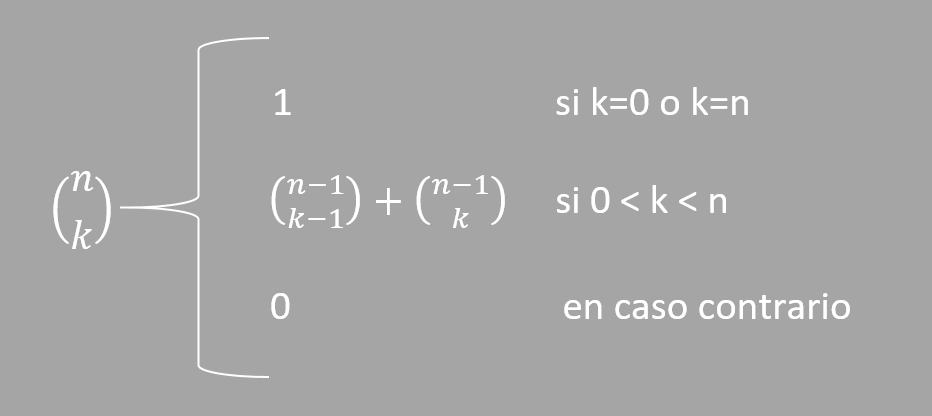 1 si k=0 o k=n
(n k) (n−1 k−1) + (n−1 k) si 0 < k < n
0 en caso contrario